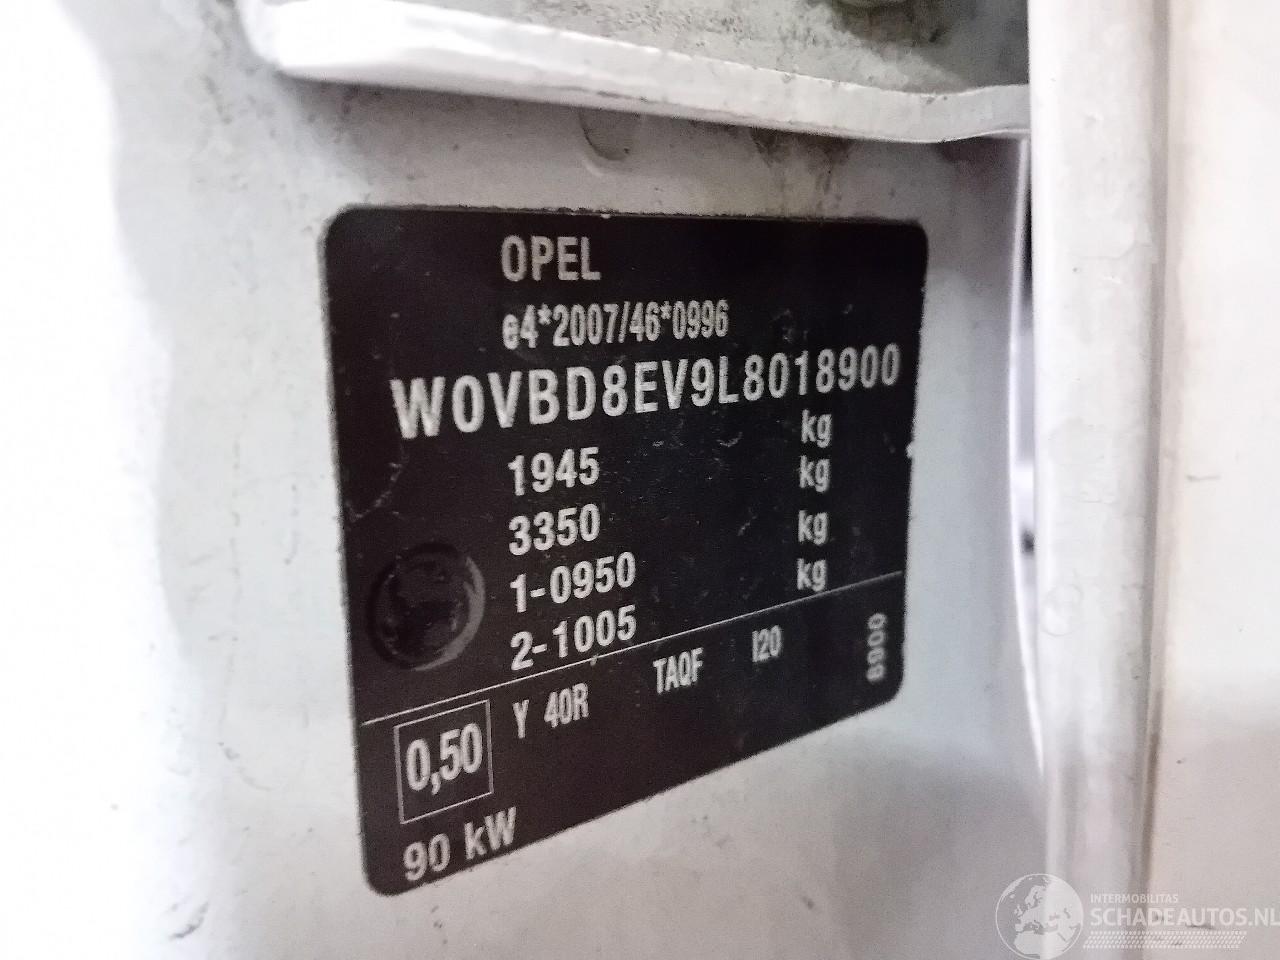 OPEL
e4*2007/46*0996
W0VBD8EV9L8018900
kg
1945 kg
3350 kg
1-0950 kg
2-1005
0,50 Y 40R TAQF I20 8900
90 kW
INTERMOBILITAS
SCHADEAUTOS.NL